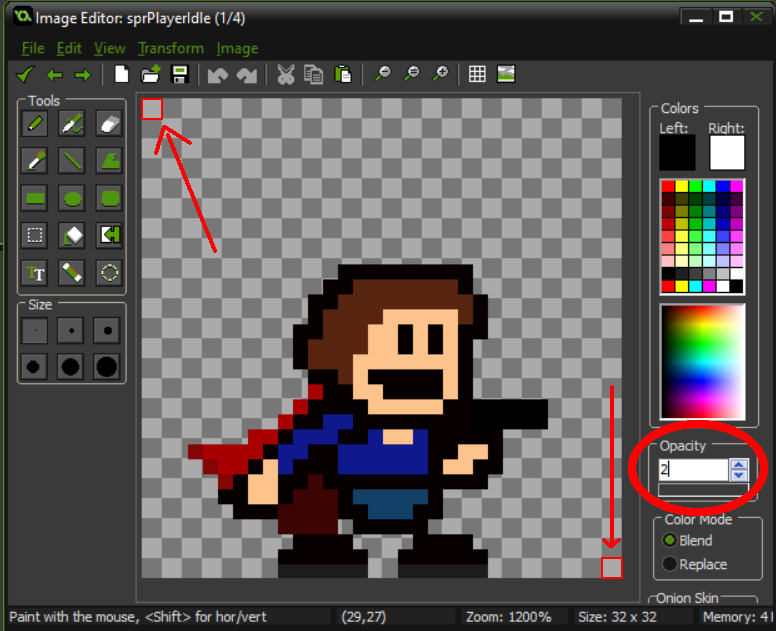 Image Editor: sprPlayerIdle (1/4)
File Edit View Transform Image
Tools
Colors
Left: Right:
TT
Size
Opacity
2
Color Mode
Blend
Replace
Onion Skin
Paint with the mouse, <Shift> for hor/vert (29,27) Zoom: 1200% Size: 32 x 32 Memory: 4